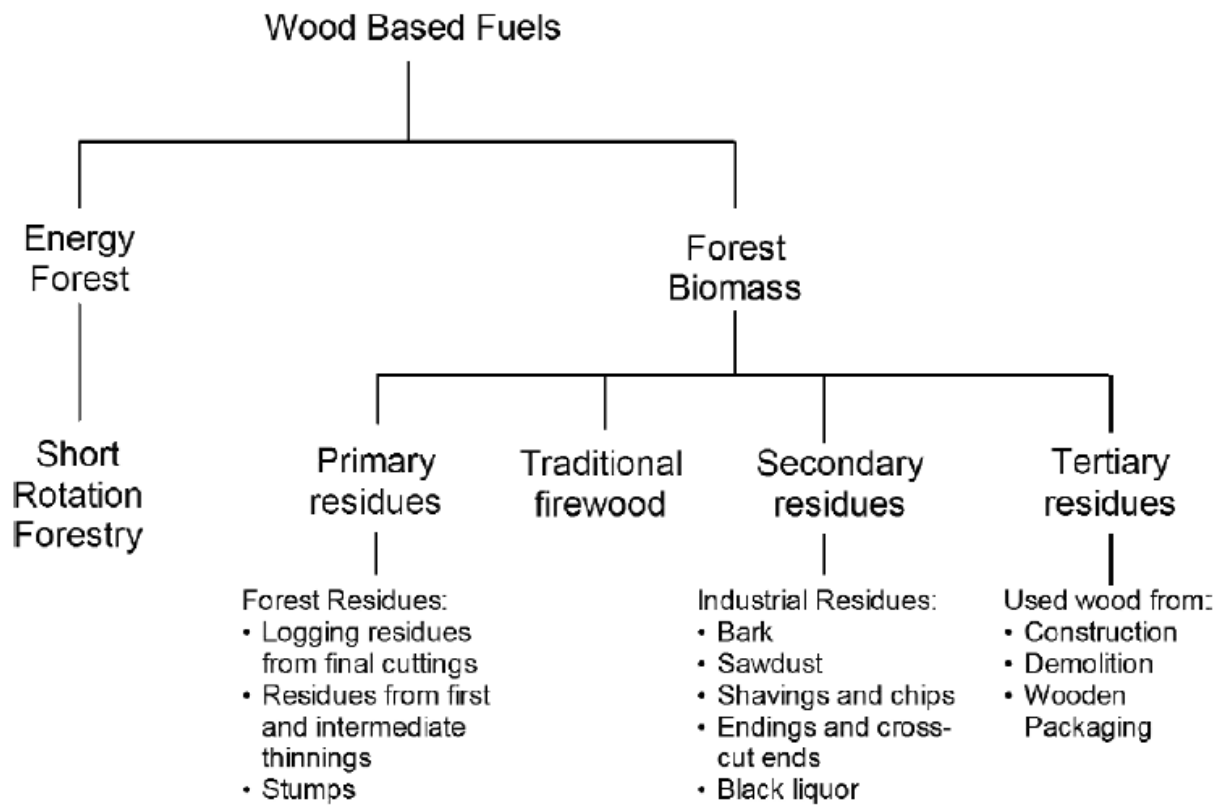 Wood Based Fuels
Energy
Forest
Forest
Biomass
Short
Rotation
Forestry
Primary
residues
Traditional
firewood
Secondary
residues
Tertiary
residues
Forest Residues:
• Logging residues
from final cuttings
• Residues from first
and intermediate
thinnings
• Stumps
Industrial Residues:
• Bark
• Sawdust
• Shavings and chips
• Endings and cross-
cut ends
• Black liquor
Used wood from:
• Construction
• Demolition
• Wooden
Packaging